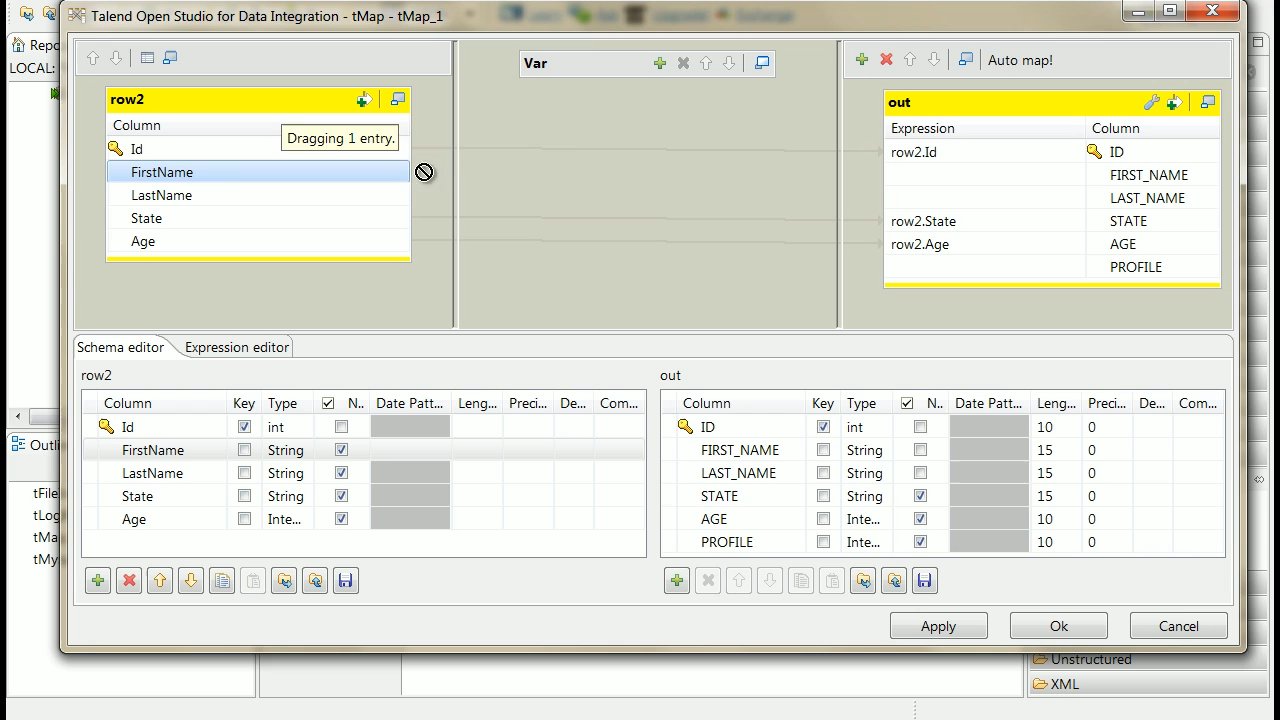 Talend Open Studio for Data Integration - tMap - tMap_1
Repo
LOCAL:
Auto map!
Var
row2
Column
Dragging 1 entry.
Id
FirstName
LastName
State
Age
out
Expression Column
row2.Id ID
FIRST_NAME
LAST_NAME
row2.State STATE
row2.Age AGE
PROFILE
Schema editor Expression editor
row2
Column Key Type N.. Date Patt... Leng... Preci... De... Com...
Id int
FirstName String
LastName String
State String
Age Inte...
out
Column Key Type N.. Date Patt... Leng... Preci... De... Com...
ID int 10 0
FIRST_NAME String 15 0
LAST_NAME String 15 0
STATE String 15 0
AGE Inte... 10 0
PROFILE Inte... 10 0
Apply Ok Cancel
Outli
tFile
tLog
tMa
tMy
Unstructured
XML